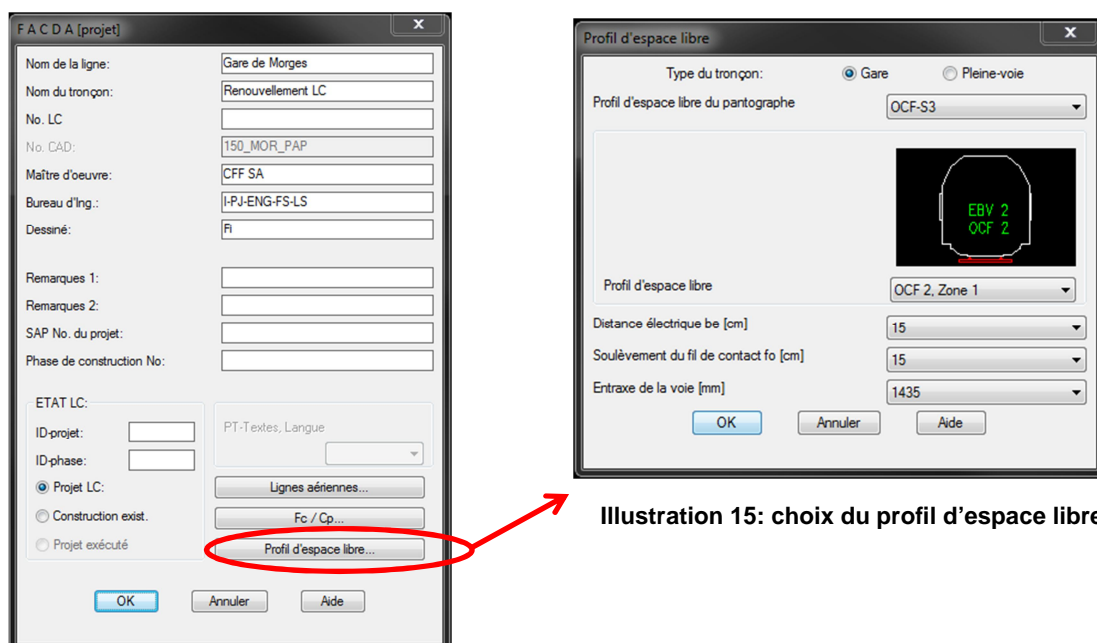 F A C D A [projet]
x
Nom de la ligne: Gare de Morges
Nom du tronçon: Renouvellement LC
No. LC
No. CAD: 150_MOR_PAP
Maître d'oeuvre: CFF SA
Bureau d'Ing.: I-PJ-ENG-FS-LS
Dessiné: Fi
Remarques 1:
Remarques 2:
SAP No. du projet:
Phase de construction No:
ETAT LC:
ID-projet:
ID-phase:
Projet LC:
Construction exist.
Projet exécuté
PT-Textes, Langue
Lignes aériennes...
Fc / Cp...
Profil d'espace libre...
OK Annuler Aide
Profil d'espace libre
x
Type du tronçon: Gare Pleine-voie
Profil d'espace libre du pantographe OCF-S3
EBV 2
OCF 2
Profil d'espace libre OCF 2, Zone 1
Distance électrique be [cm] 15
Soulèvement du fil de contact fo [cm] 15
Entraxe de la voie [mm] 1435
OK Annuler Aide
Illustration 15: choix du profil d'espace libre